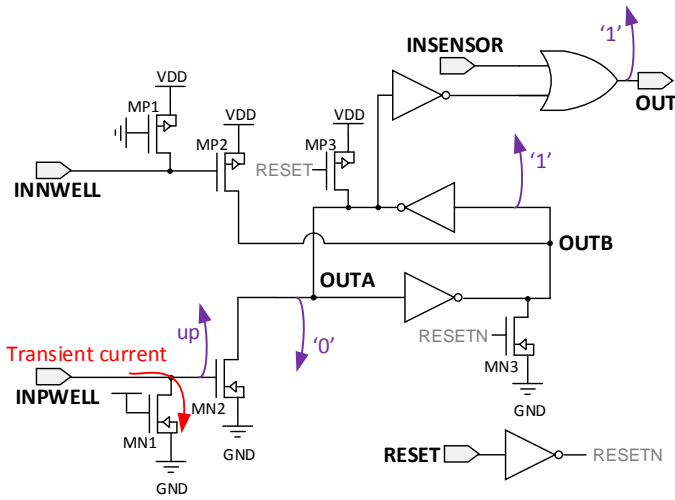 '1'
INSENSOR
VDD
MP1
VDD
MP2
VDD
MP3
OUT
RESET
'1'
INNWELL
OUTB
OUTA
up
'0'
RESETN
Transient current
MN3
INPWELL
MN2
GND
MN1
GND
RESET
RESETN
GND